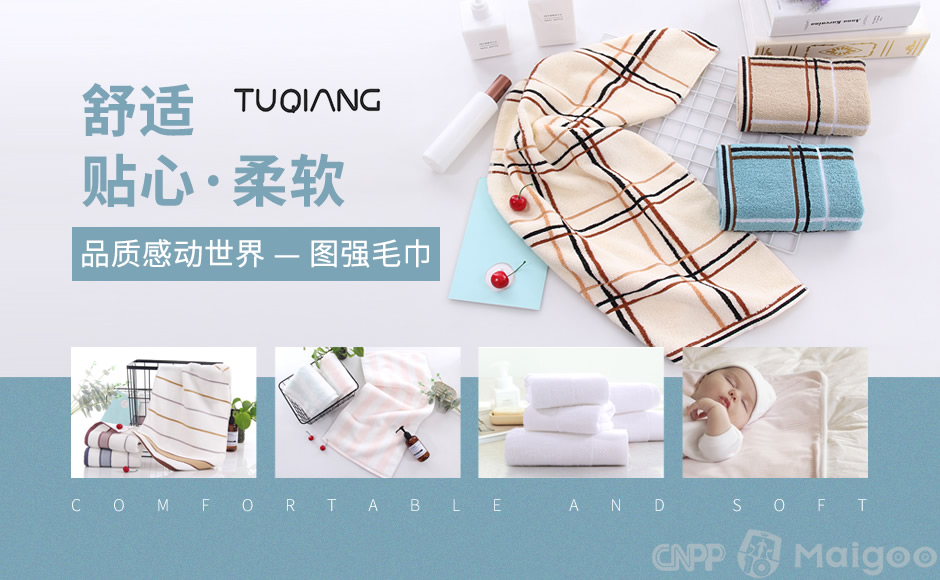 舒适
TUQIANG
贴心·柔软
品质感动世界 — 图强毛巾
COMFORTABLE AND SOFT
CNPP Maigoo